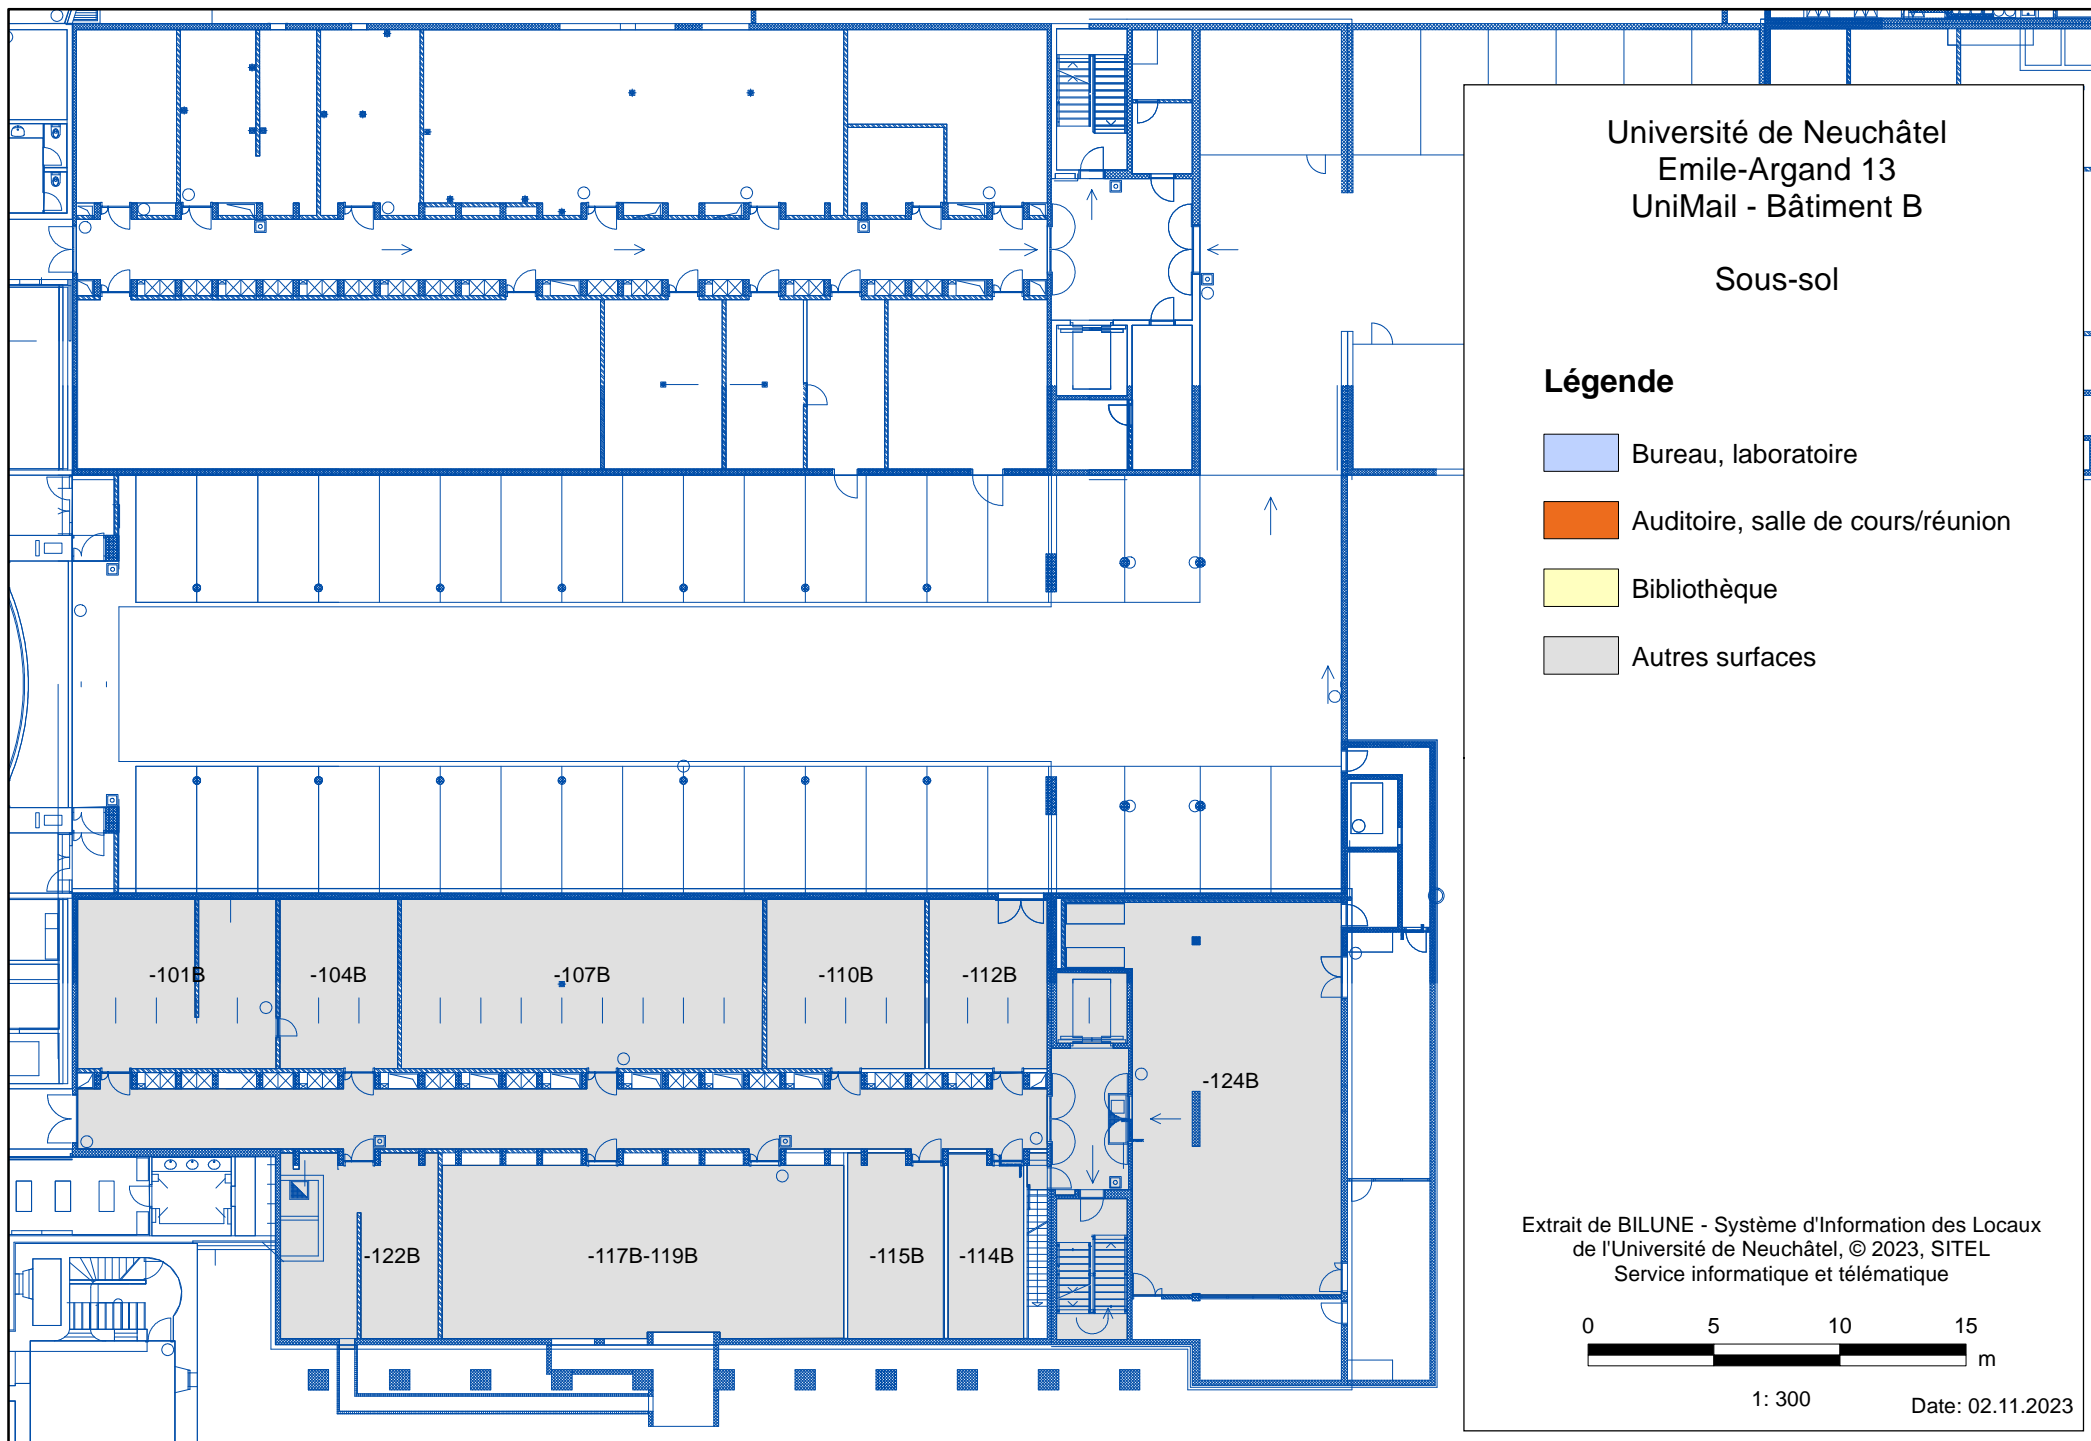 Université de Neuchâtel
Emile-Argand 13
UniMail - Bâtiment B
Sous-sol
Légende
Bureau, laboratoire
Auditoire, salle de cours/réunion
Bibliothèque
Autres surfaces
-101B
-104B
-107B
-110B
-112B
-124B
-122B
-117B-119B
-115B
-114B
Extrait de BILUNE - Système d'Information des Locaux
de l'Université de Neuchâtel, © 2023, SITEL
Service informatique et télématique
0 5 10 15
m
1: 300
Date: 02.11.2023